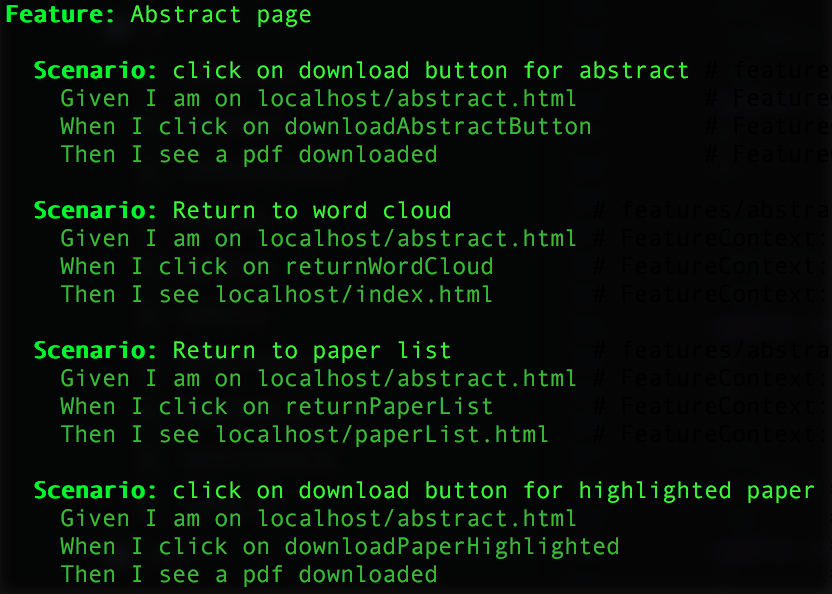 Feature: Abstract page
Scenario: click on download button for abstract # feature
Given I am on localhost/abstract.html # Feature
When I click on downloadAbstractButton # Feature
Then I see a pdf downloaded # Feature
Scenario: Return to word cloud # features/abstra
Given I am on localhost/abstract.html # FeatureContext:
When I click on returnWordCloud # FeatureContext:
Then I see localhost/index.html # FeatureContext:
Scenario: Return to paper list # features/abstra
Given I am on localhost/abstract.html # FeatureContext:
When I click on returnPaperList # FeatureContext:
Then I see localhost/paperList.html # FeatureContext:
Scenario: click on download button for highlighted paper
Given I am on localhost/abstract.html
When I click on downloadPaperHighlighted
Then I see a pdf downloaded